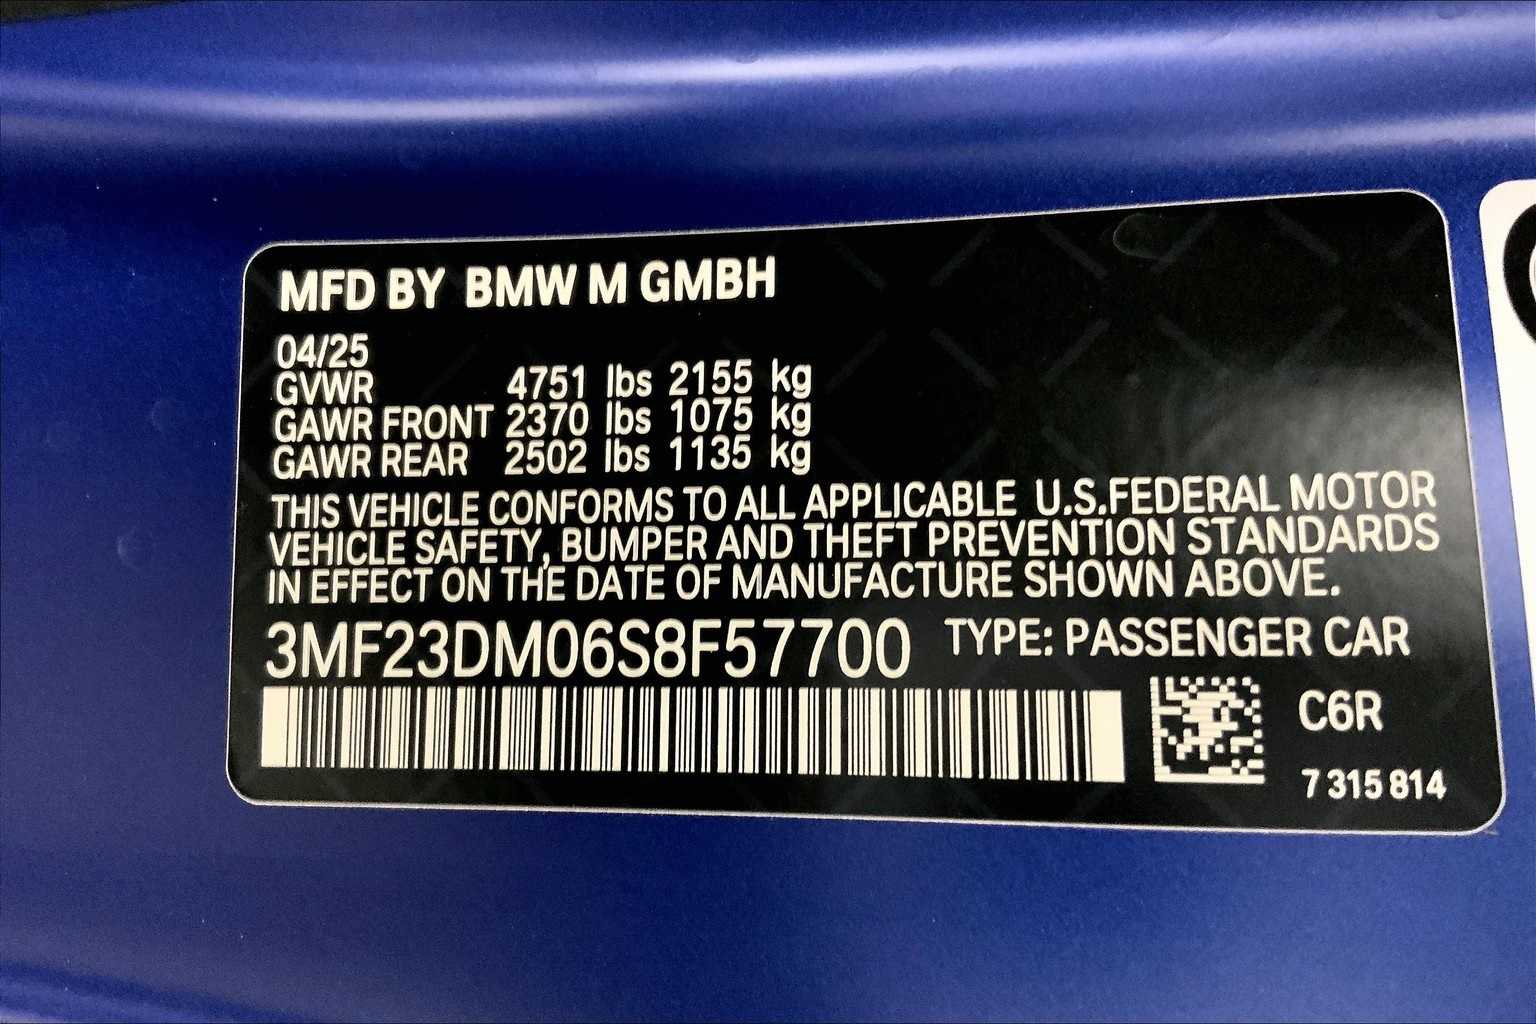 MFD BY BMW M GMBH
04/25
GVWR 4751 lbs 2155 kg
GAWR FRONT 2370 lbs 1075 kg
GAWR REAR 2502 lbs 1135 kg
THIS VEHICLE CONFORMS TO ALL APPLICABLE U.S.FEDERAL MOTOR
VEHICLE SAFETY, BUMPER AND THEFT PREVENTION STANDARDS
IN EFFECT ON THE DATE OF MANUFACTURE SHOWN ABOVE.
3MF23DM06S8F57700 TYPE: PASSENGER CAR
C6R
7 315 814